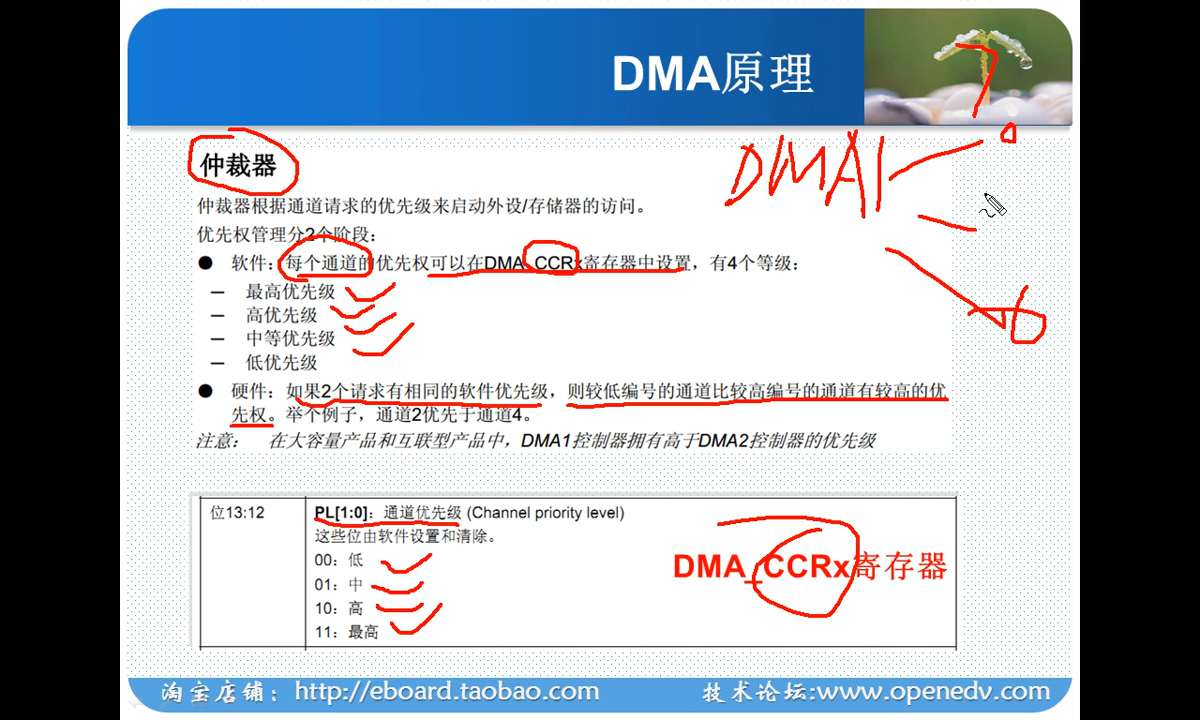 DMA原理
仲裁器
DMA1
仲裁器根据通道请求的优先级来启动外设/存储器的访问。
优先权管理分2个阶段：
● 软件：每个通道的优先权可以在DMA_CCRx寄存器中设置，有4个等级：
— 最高优先级
— 高优先级
— 中等优先级
— 低优先级
6
● 硬件：如果2个请求有相同的软件优先级，则较低编号的通道比较高编号的通道有较高的优
先权。举个例子，通道2优先于通道4。
注意： 在大容量产品和互联型产品中，DMA1控制器拥有高于DMA2控制器的优先级
位13:12
PL[1:0]：通道优先级 (Channel priority level)
这些位由软件设置和清除。
00：低
01：中
10：高
11：最高
DMA_CCRx寄存器
淘宝店铺：http://eboard.taobao.com
技术论坛:www.openedv.com